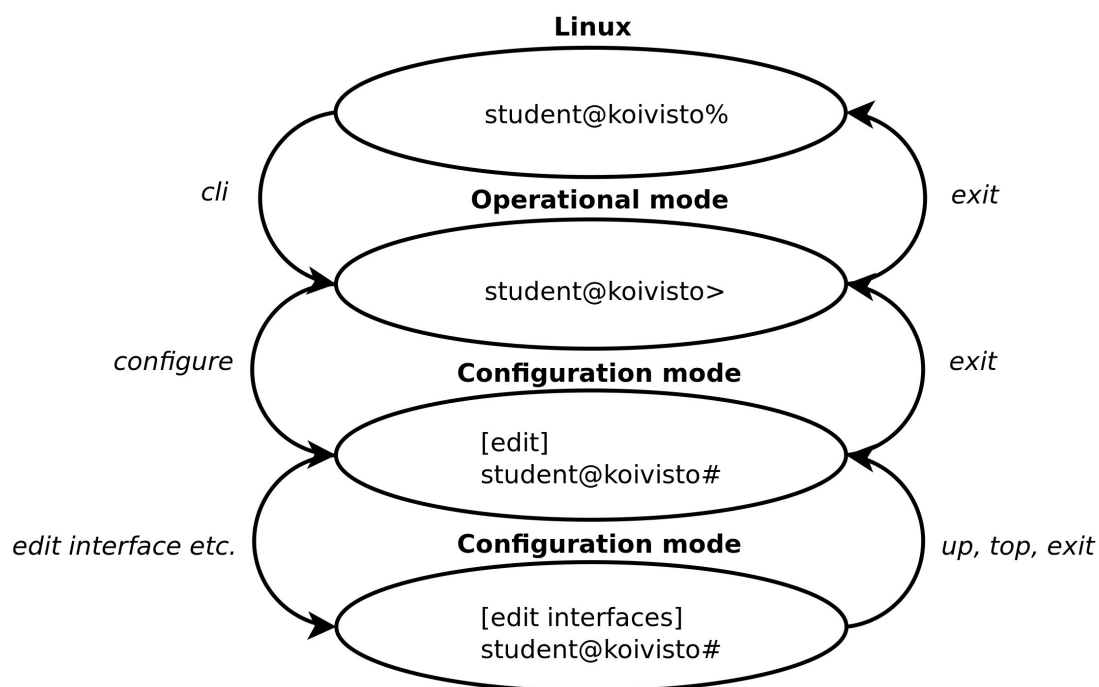 Linux
student@koivisto%
cli
exit
Operational mode
student@koivisto>
configure
exit
Configuration mode
[edit]
student@koivisto#
edit interface etc.
up, top, exit
Configuration mode
[edit interfaces]
student@koivisto#